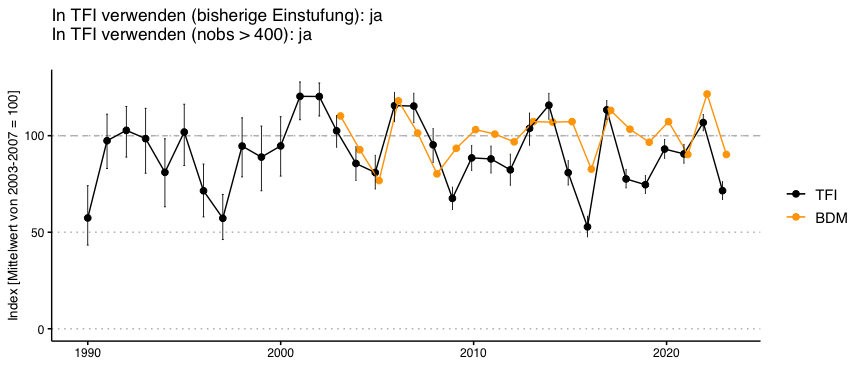 In TFI verwenden (bisherige Einstufung): ja
In TFI verwenden (nobs > 400): ja
Index [Mittelwert von 2003-2007 = 100]
100
50
0
1990
2000
2010
2020
TFI
BDM